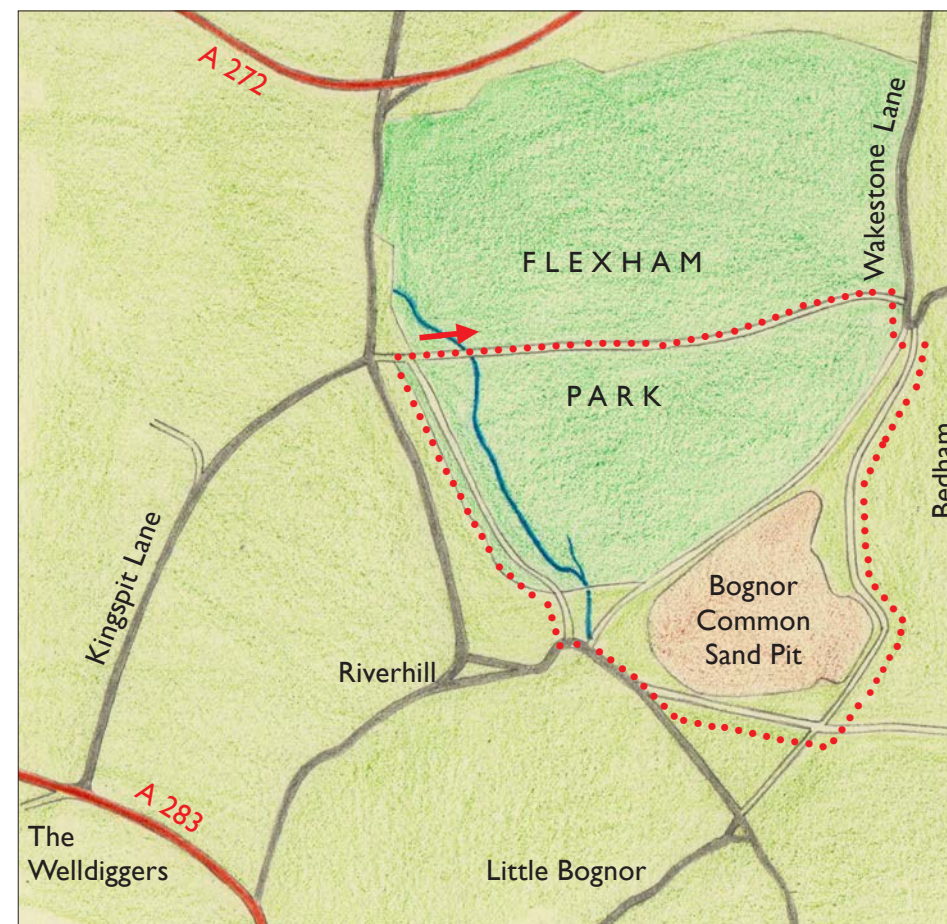 A 272
Wakestone Lane
FLEXHAM
PARK
Bedham
Kingspit Lane
Bognor
Common
Sand Pit
Riverhill
A 283
The
Welldiggers
Little Bognor